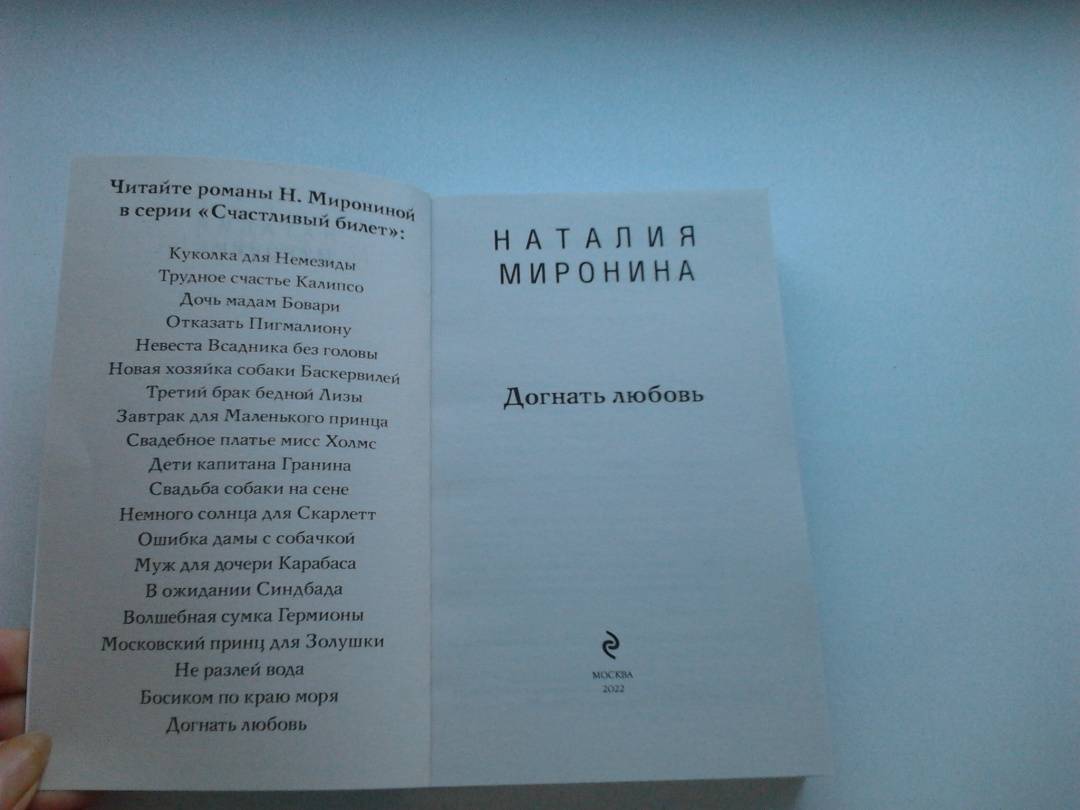 Читайте романы Н. Мирониной
в серии «Счастливый билет»:
Куколка для Немезиды
Трудное счастье Калипсо
Дочь мадам Бовари
Отказать Пигмалиону
Невеста Всадника без головы
Новая хозяйка собаки Баскервилей
Третий брак бедной Лизы
Завтрак для Маленького принца
Свадебное платье мисс Холмс
Дети капитана Гранина
Свадьба собаки на сене
Немного солнца для Скарлетт
Ошибка дамы с собачкой
Муж для дочери Карабаса
В ожидании Синдбада
Волшебная сумка Гермионы
Московский принц для Золушки
Не разлей вода
Босиком по краю моря
Догнать любовь
НАТАЛИЯ
МИРОНИНА
Догнать любовь
МОСКВА
2022